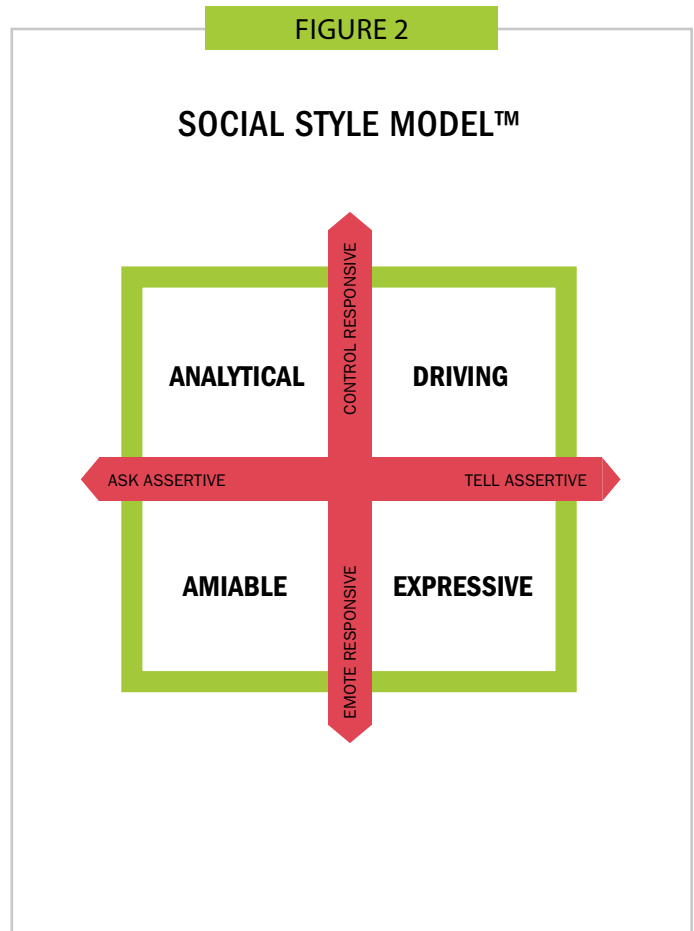 FIGURE 2
SOCIAL STYLE MODEL™
CONTROL RESPONSIVE
ANALYTICAL
DRIVING
ASK ASSERTIVE
TELL ASSERTIVE
AMIABLE
EXPRESSIVE
EMOTE RESPONSIVE